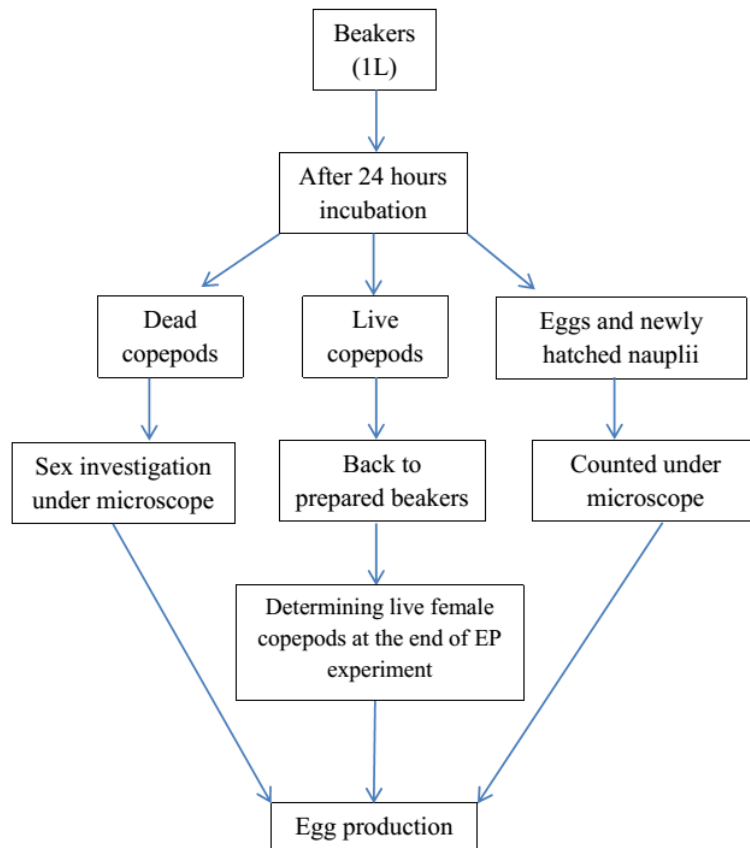 Beakers
(1L)
After 24 hours
incubation
Dead
copepods
Live
copepods
Eggs and newly
hatched nauplii
Sex investigation
under microscope
Back to
prepared beakers
Counted under
microscope
Determining live female
copepods at the end of EP
experiment
Egg production